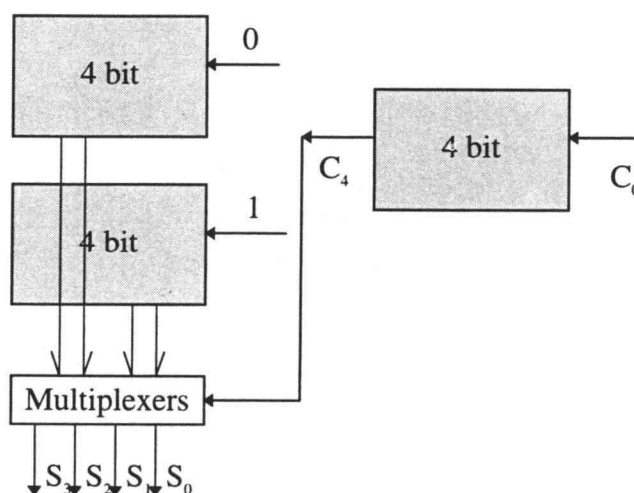 0
4 bit
4 bit
C₄
C₀
1
4 bit
Multiplexers
S₃ S₂ S₁ S₀